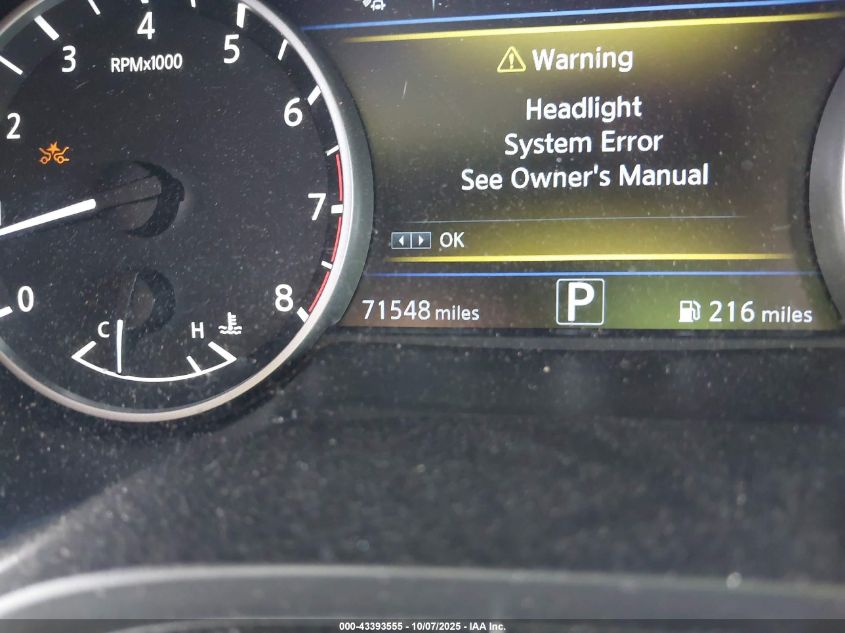 4
3
5
RPMx1000
Warning
6
Headlight
2
System Error
See Owner's Manual
7
OK
0
8
71548 miles
P
216 miles
C
H
000-43393555 - 10/07/2025 - IAA Inc.